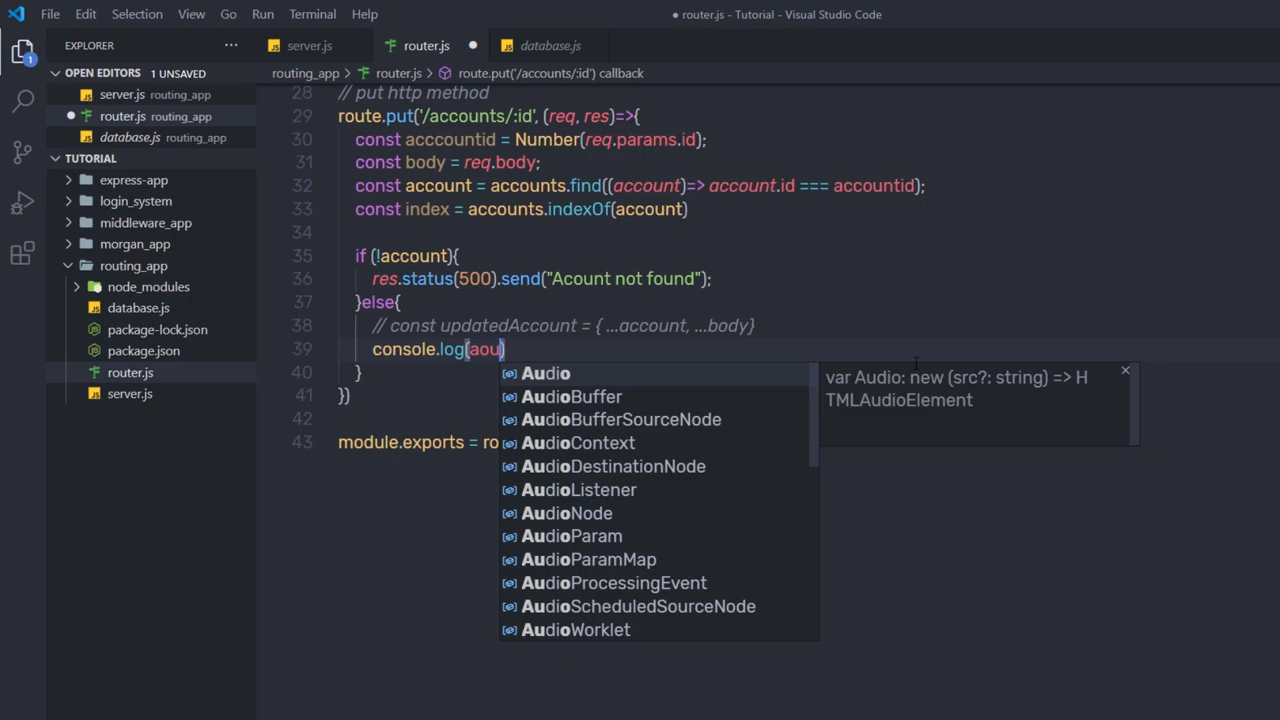 File Edit Selection View Go Run Terminal Help ● router.js - Tutorial - Visual Studio Code
EXPLORER ··· server.js router.js ● database.js
OPEN EDITORS 1 UNSAVED
server.js routing_app
● router.js routing_app
database.js routing_app
TUTORIAL
express-app
login_system
middleware_app
morgan_app
routing_app
node_modules
database.js
package-lock.json
package.json
router.js
server.js
1
routing_app > router.js > route.put('/accounts/:id') callback
28 // put http method
29 route.put('/accounts/:id', (req, res)=>{
30 const acccountid = Number(req.params.id);
31 const body = req.body;
32 const account = accounts.find((account)=> account.id === accountid);
33 const index = accounts.indexOf(account)
34
35 if (!account){
36 res.status(500).send("Acount not found");
37 }else{
38 // const updatedAccount = { ...account, ...body}
39 console.log(aou)
40 }
41 })
42
43 module.exports = ro
Audio
AudioBuffer
AudioBufferSourceNode
AudioContext
AudioDestinationNode
AudioListener
AudioNode
AudioParam
AudioParamMap
AudioProcessingEvent
AudioScheduledSourceNode
AudioWorklet
var Audio: new (src?: string) => H
TMLAudioElement